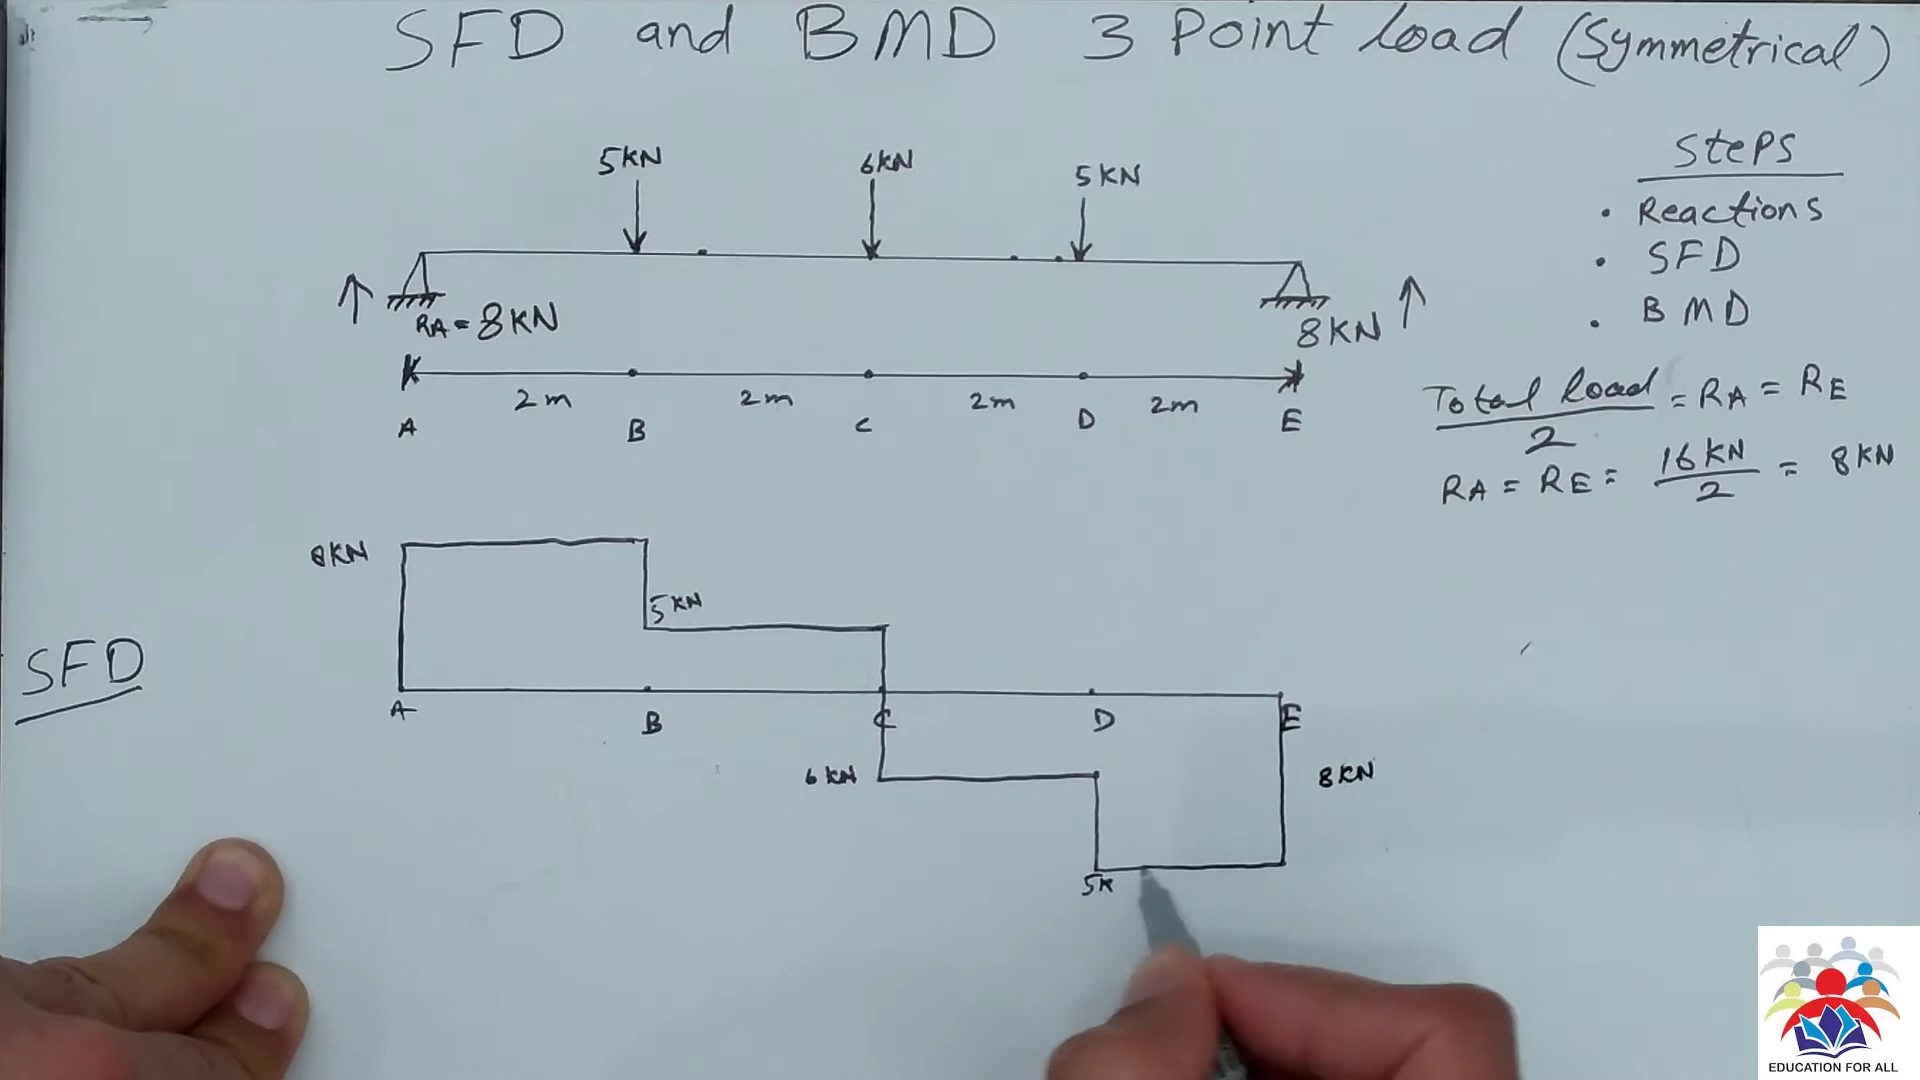 SFD and BMD 3 Point Load (Symmetrical)
Steps
• Reactions
• SFD
• BMD
5KN
6KN
5KN
RA = 8KN
8KN
2m
2m
2m
2m
A
B
C
D
E
Total load / 2 = RA = RE
RA = RE = 16KN / 2 = 8KN
SFD
8KN
5KN
A
B
C
D
E
6KN
8KN
5K
EDUCATION FOR ALL